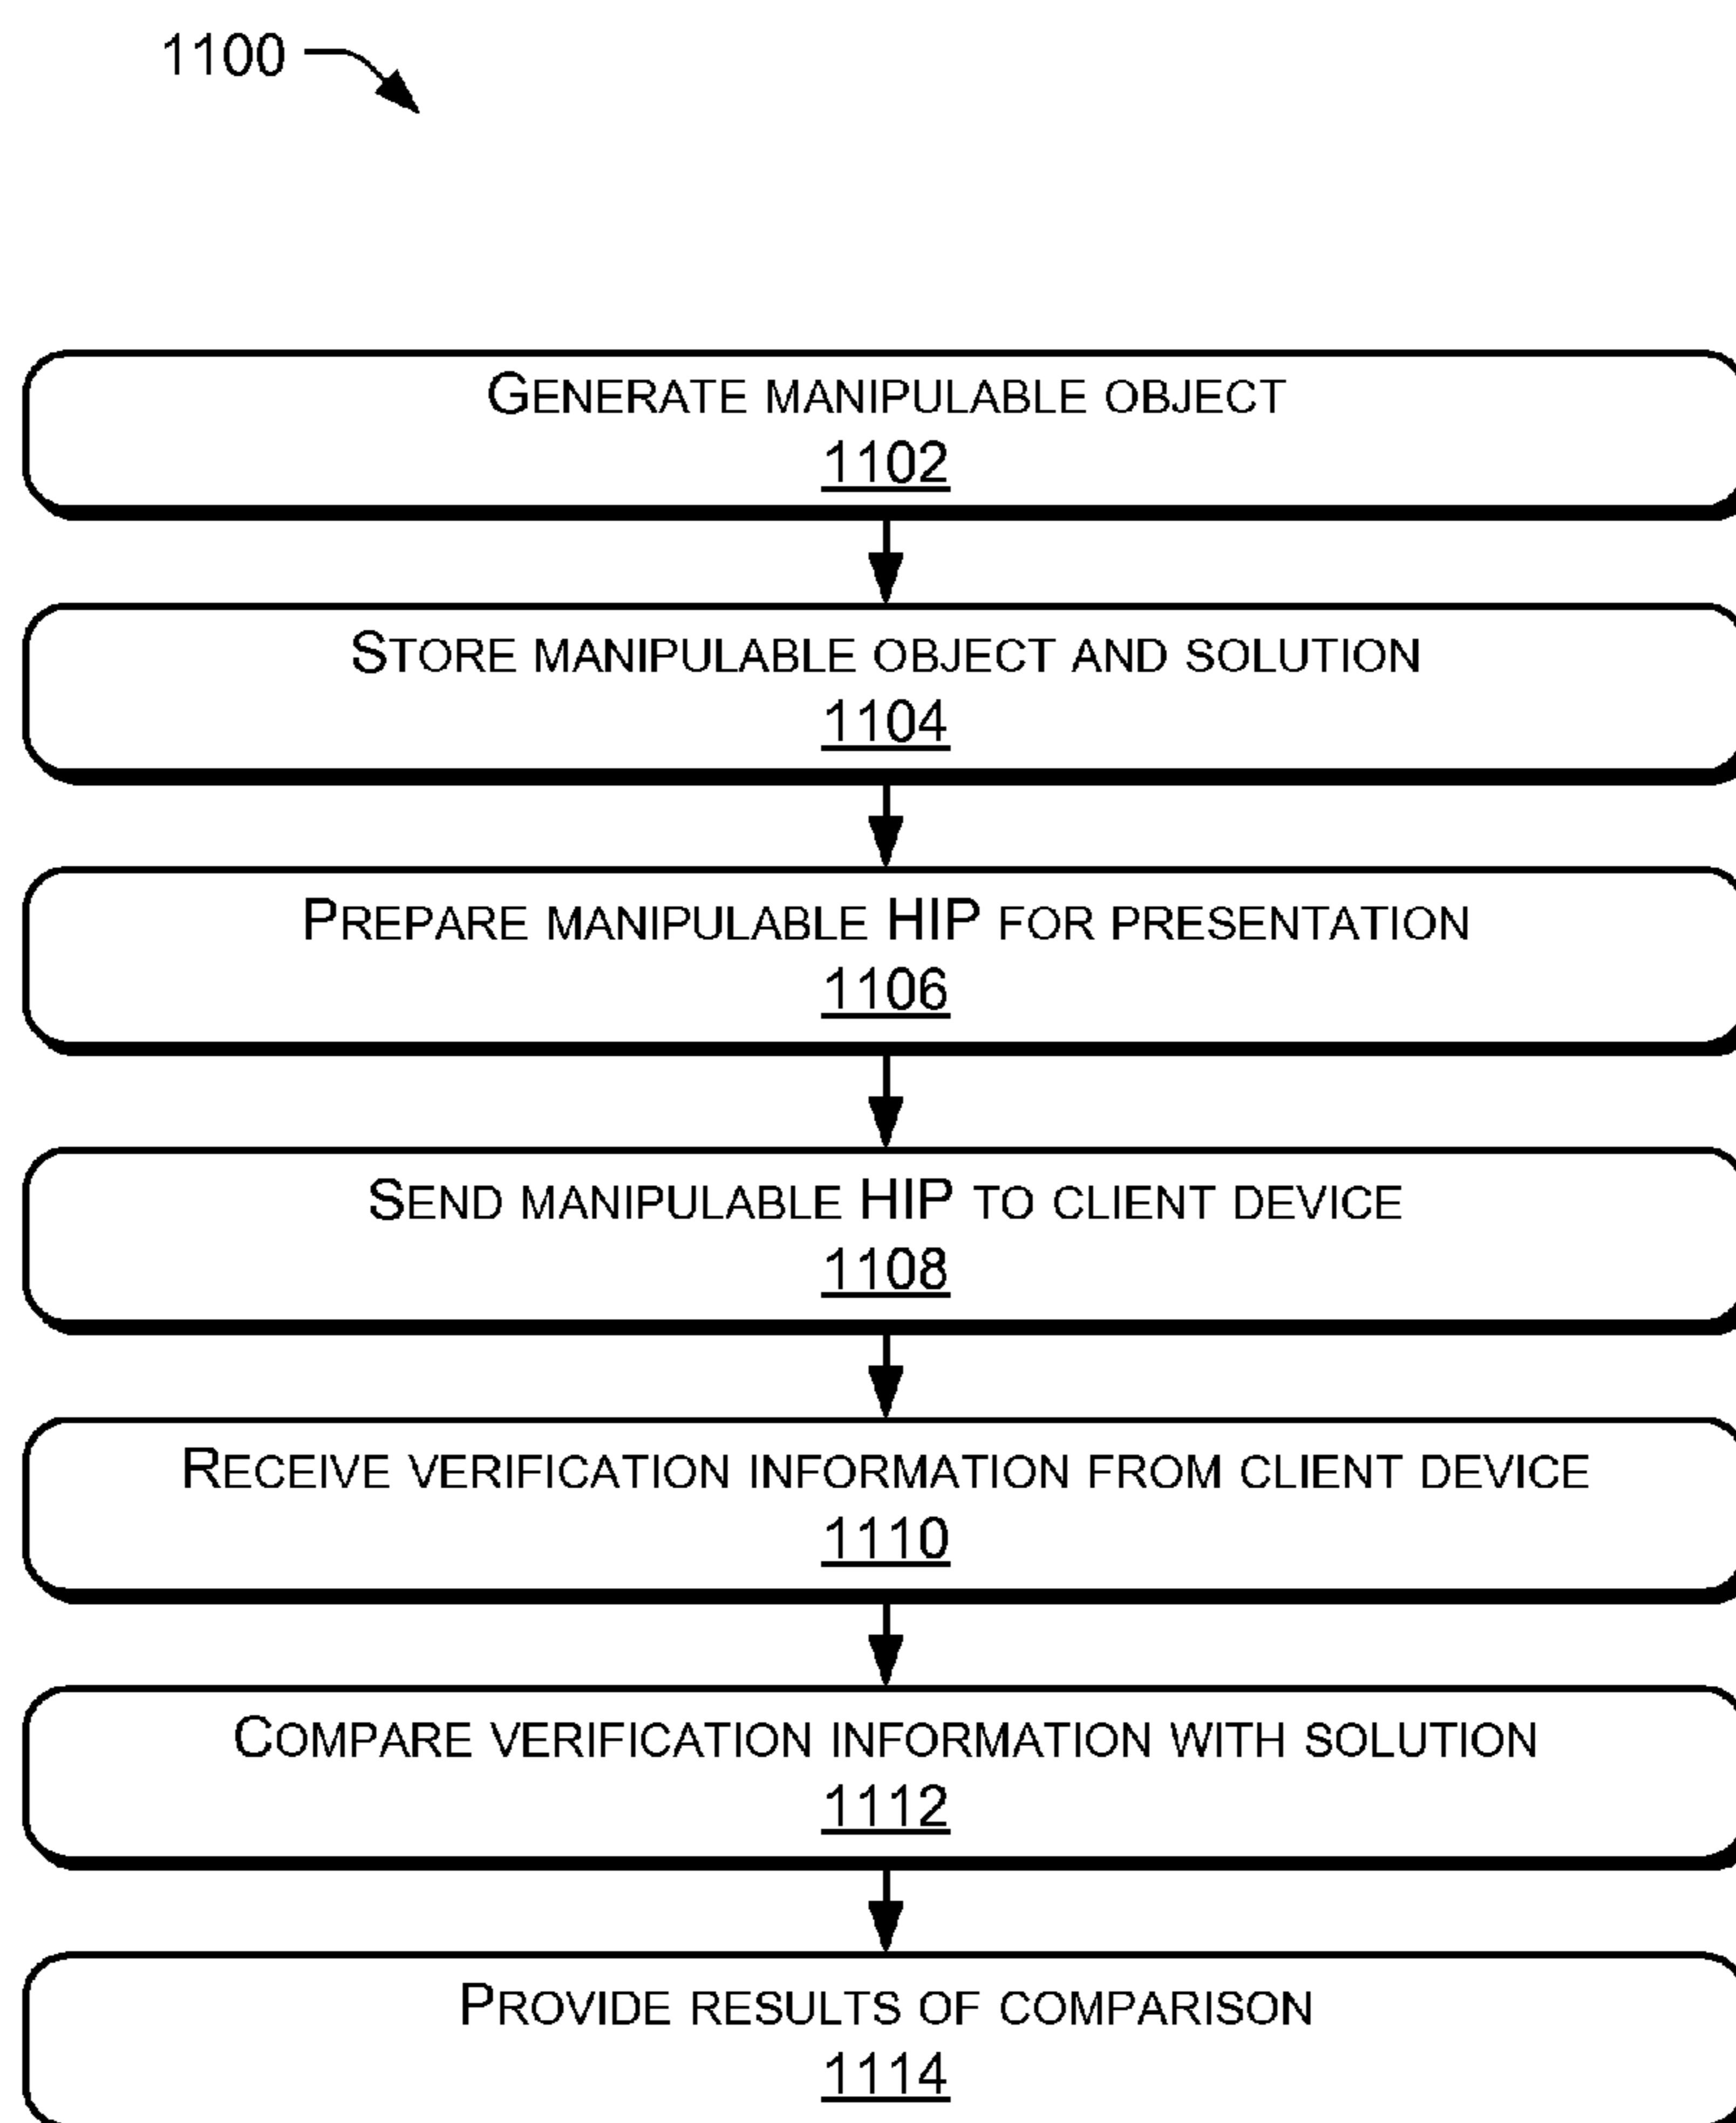 1100
GENERATE MANIPULABLE OBJECT
1102
STORE MANIPULABLE OBJECT AND SOLUTION
1104
PREPARE MANIPULABLE HIP FOR PRESENTATION
1106
SEND MANIPULABLE HIP TO CLIENT DEVICE
1108
RECEIVE VERIFICATION INFORMATION FROM CLIENT DEVICE
1110
COMPARE VERIFICATION INFORMATION WITH SOLUTION
1112
PROVIDE RESULTS OF COMPARISON
1114